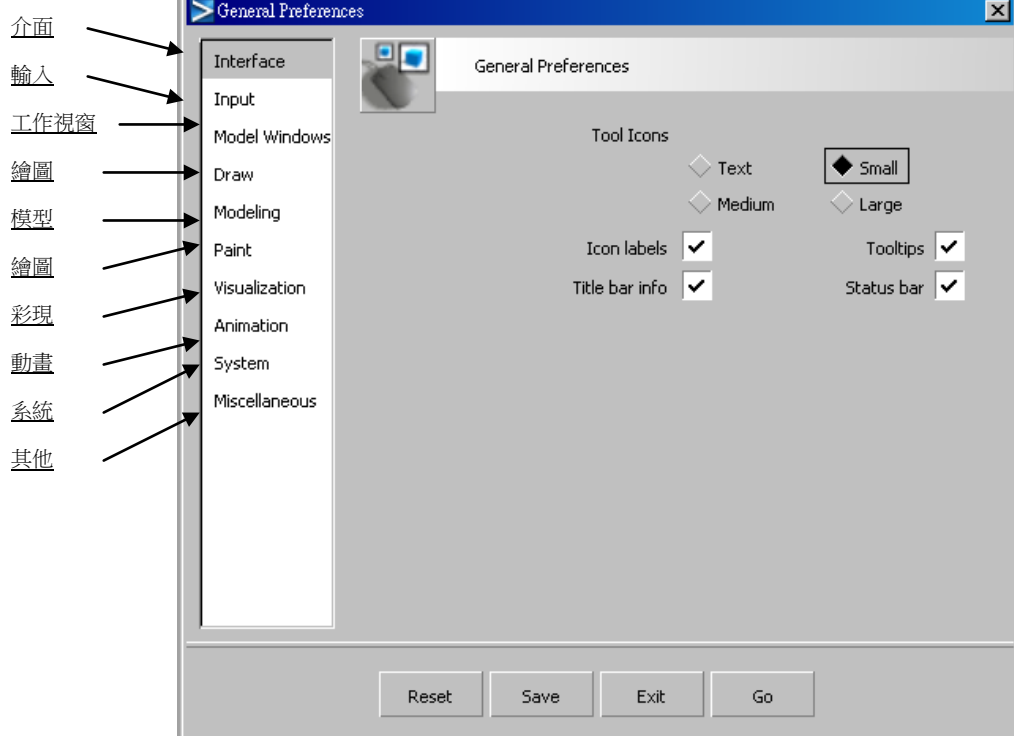 General Preferences
介面
輸入
工作視窗
繪圖
模型
繪圖
彩現
動畫
系統
其他
Interface
Input
Model Windows
Draw
Modeling
Paint
Visualization
Animation
System
Miscellaneous
General Preferences
Tool Icons
Text Small
Medium Large
Icon labels Tooltips
Title bar info Status bar
Reset Save Exit Go